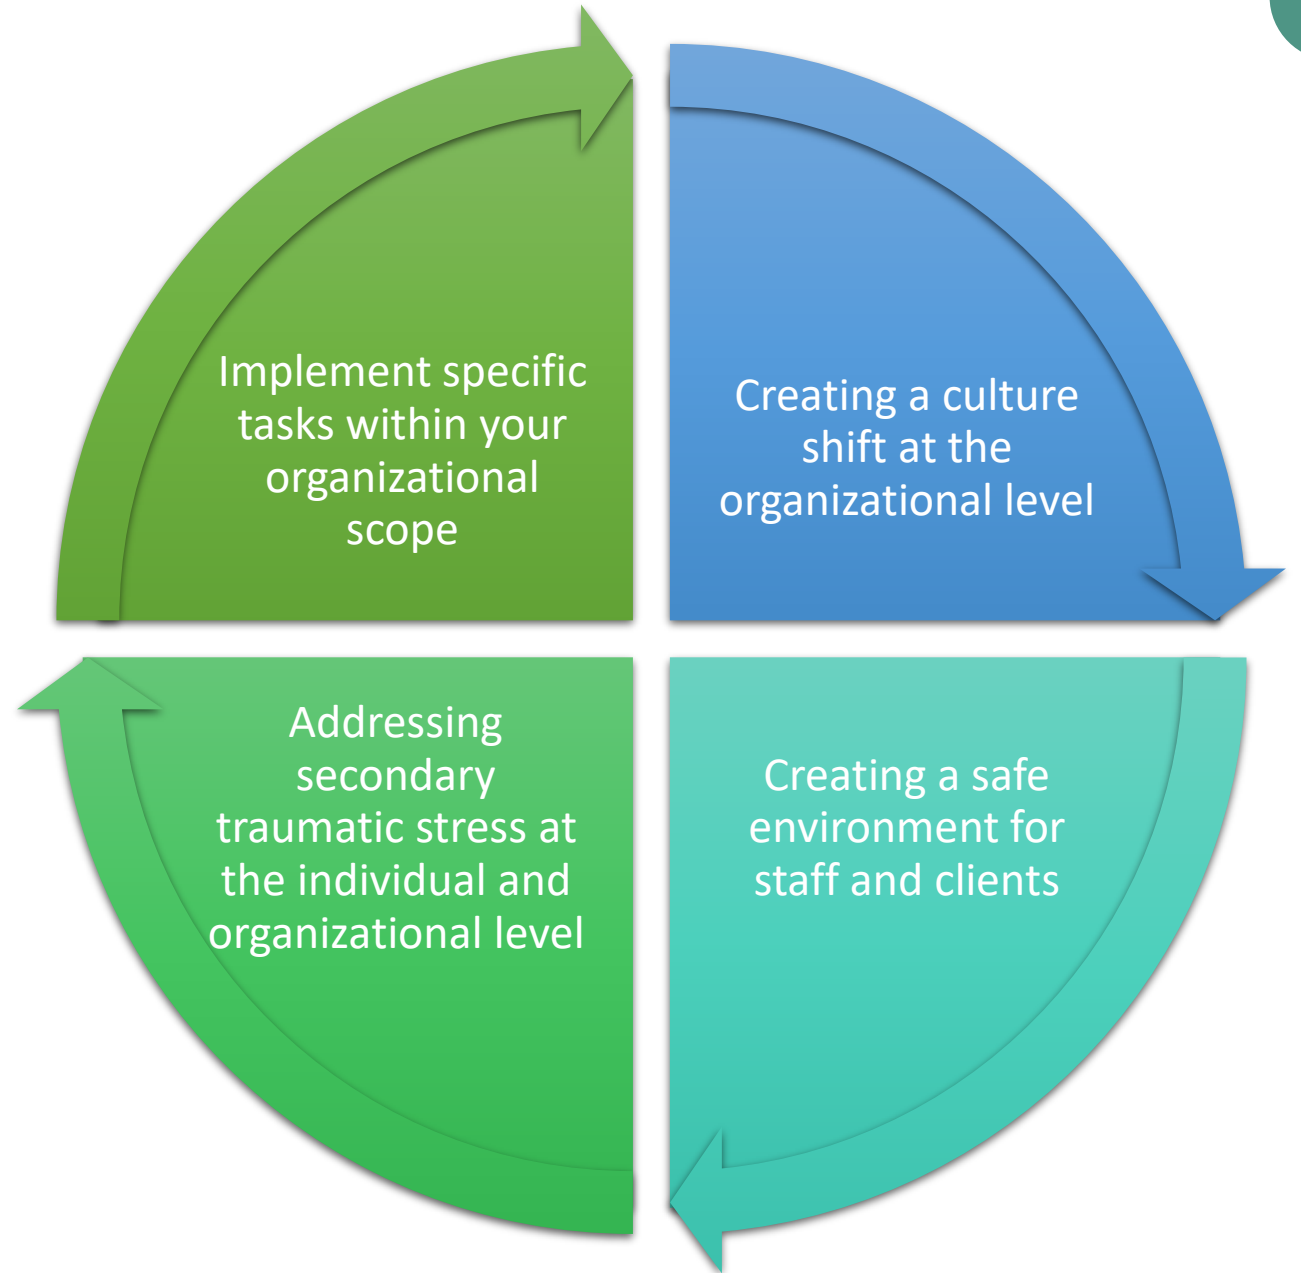 Implement specific
tasks within your
organizational
scope
Creating a culture
shift at the
organizational level
Addressing
secondary
traumatic stress at
the individual and
organizational level
Creating a safe
environment for
staff and clients